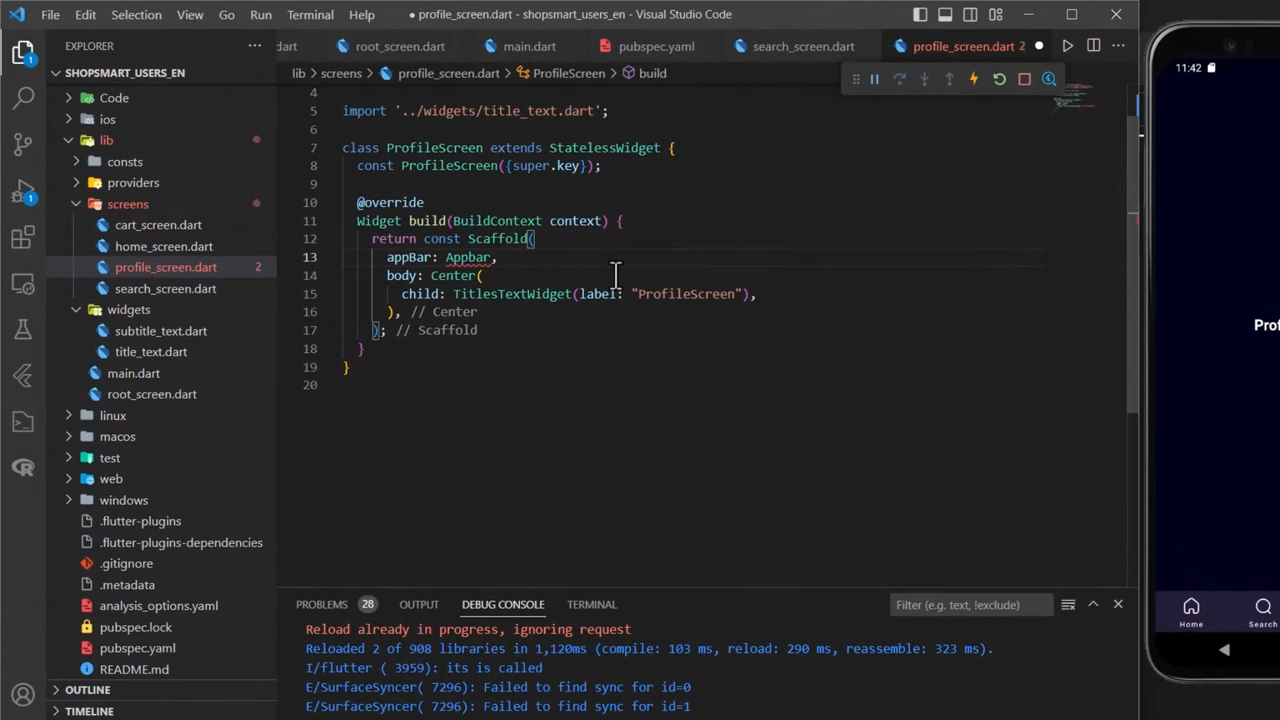 File Edit Selection View Go Run Terminal Help
● profile_screen.dart - shopsmart_users_en - Visual Studio Code
EXPLORER
SHOPSMART_USERS_EN
Code
ios
lib
consts
providers
screens
cart_screen.dart
home_screen.dart
profile_screen.dart 2
search_screen.dart
widgets
subtitle_text.dart
title_text.dart
main.dart
root_screen.dart
linux
macos
test
web
windows
.flutter-plugins
.flutter-plugins-dependencies
.gitignore
.metadata
analysis_options.yaml
pubspec.lock
pubspec.yaml
README.md
OUTLINE
TIMELINE
1
1
dart root_screen.dart main.dart pubspec.yaml search_screen.dart profile_screen.dart 2 ●
lib > screens > profile_screen.dart > ProfileScreen > build
4
5 import '../widgets/title_text.dart';
6
7 class ProfileScreen extends StatelessWidget {
8 const ProfileScreen({super.key});
9
10 @override
11 Widget build(BuildContext context) {
12 return const Scaffold(
13 appBar: Appbar,
14 body: Center(
15 child: TitlesTextWidget(label: "ProfileScreen"),
16 ), // Center
17 ); // Scaffold
18 }
19 }
20
PROBLEMS 28 OUTPUT DEBUG CONSOLE TERMINAL Filter (e.g. text, !exclude)
Reload already in progress, ignoring request
Reloaded 2 of 908 libraries in 1,120ms (compile: 103 ms, reload: 290 ms, reassemble: 323 ms).
I/flutter ( 3959): its is called
E/SurfaceSyncer( 7296): Failed to find sync for id=0
E/SurfaceSyncer( 7296): Failed to find sync for id=1
11:42
Prof
Home Search